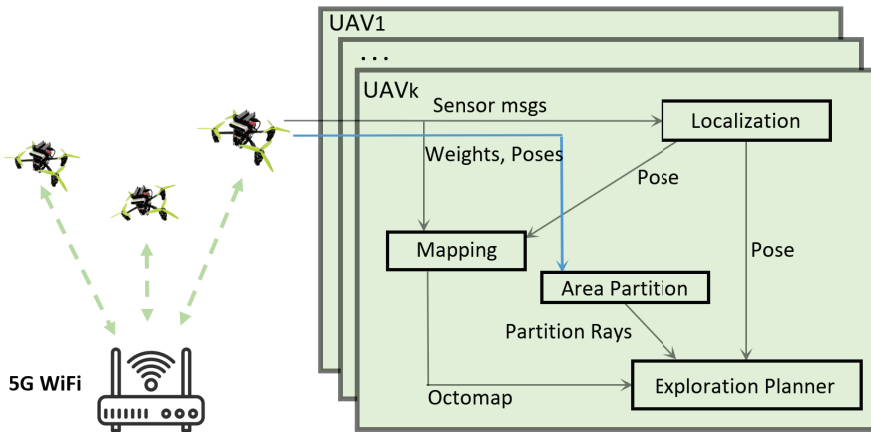 UAV1
...
UAVk
Sensor msgs
Localization
Weights, Poses
Pose
Mapping
Pose
Area Partition
Partition Rays
5G WiFi
Exploration Planner
Octomap